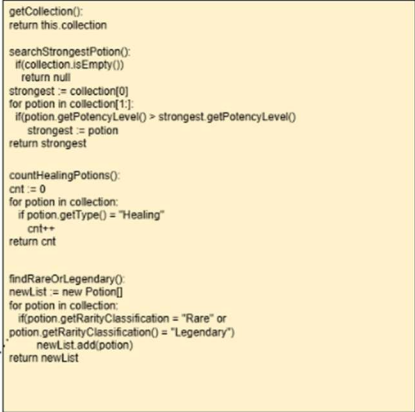 getCollection():
return this.collection
searchStrongestPotion():
if(collection.isEmpty())
return null
strongest := collection[0]
for potion in collection[1:]:
if(potion.getPotencyLevel() > strongest.getPotencyLevel()
strongest := potion
return strongest
countHealingPotions():
cnt := 0
for potion in collection:
if potion.getType() = "Healing"
cnt++
return cnt
findRareOrLegendary():
newList := new Potion[]
for potion in collection:
if(potion.getRarityClassification = "Rare" or
potion.getRarityClassification() = "Legendary")
newList.add(potion)
return newList